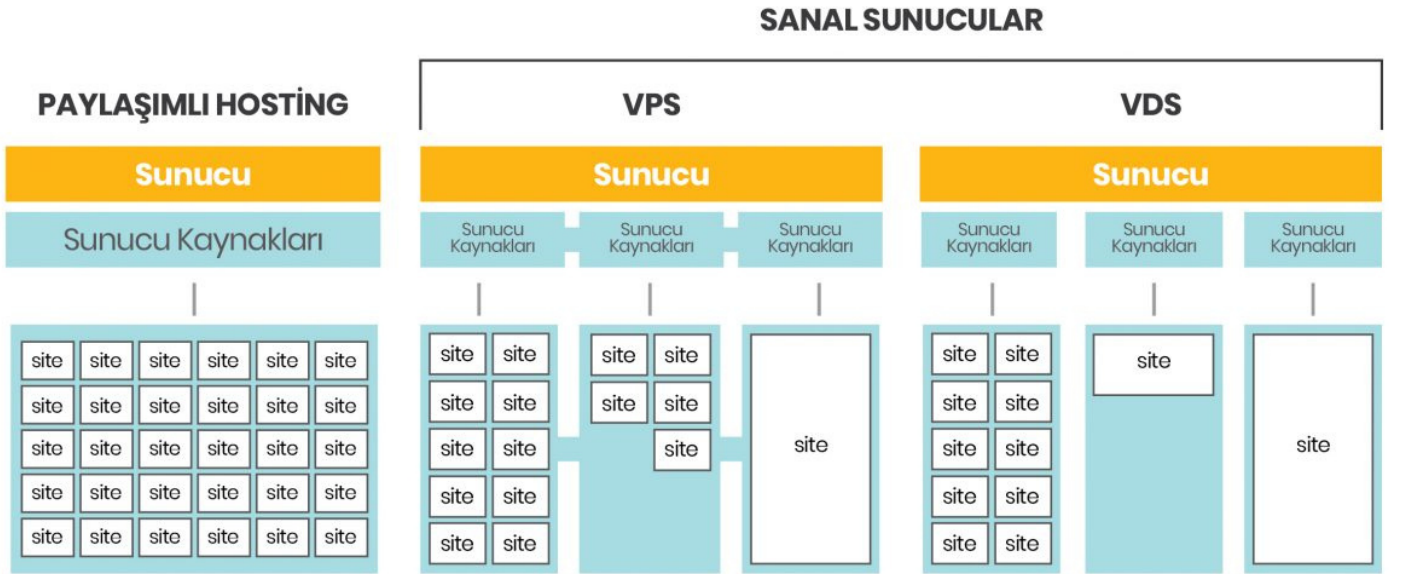 SANAL SUNUCULAR
PAYLAŞIMLI HOSTİNG
VPS
VDS
Sunucu
Sunucu
Sunucu
Sunucu Kaynakları
Sunucu
Kaynakları
Sunucu
Kaynakları
Sunucu
Kaynakları
Sunucu
Kaynakları
Sunucu
Kaynakları
Sunucu
Kaynakları
site site site site site site
site site site site site site
site site site site site site
site site site site site site
site site site site site site
site site
site site
site site
site site
site site
site site
site site
site
site
site site
site site
site site
site site
site site
site
site